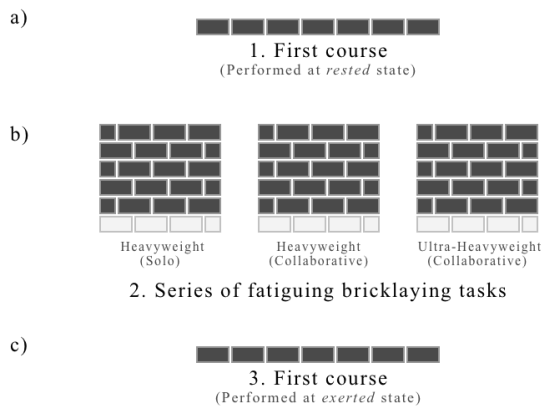 a)
1. First course
(Performed at rested state)
b)
Heavyweight (Solo)
Heavyweight (Collaborative)
Ultra-Heavyweight (Collaborative)
2. Series of fatiguing bricklaying tasks
c)
3. First course
(Performed at exerted state)